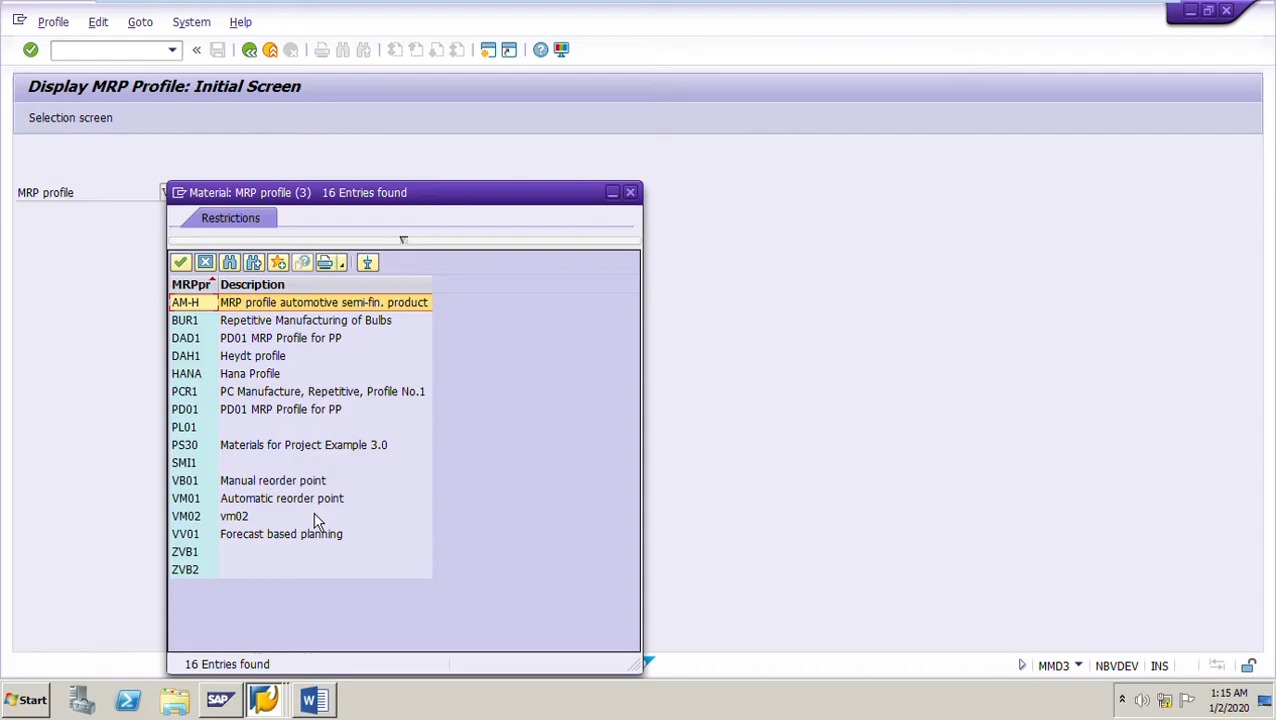 Profile Edit Goto System Help
Display MRP Profile: Initial Screen
Selection screen
MRP profile
Material: MRP profile (3) 16 Entries found
Restrictions
MRPpr Description
AM-H MRP profile automotive semi-fin. product
BUR1 Repetitive Manufacturing of Bulbs
DAD1 PD01 MRP Profile for PP
DAH1 Heydt profile
HANA Hana Profile
PCR1 PC Manufacture, Repetitive, Profile No.1
PD01 PD01 MRP Profile for PP
PL01
PS30 Materials for Project Example 3.0
SMI1
VB01 Manual reorder point
VM01 Automatic reorder point
VM02 vm02
VV01 Forecast based planning
ZVB1
ZVB2
16 Entries found
MMD3 NBVDEV INS
Start SAP 1:15 AM
1/2/2020